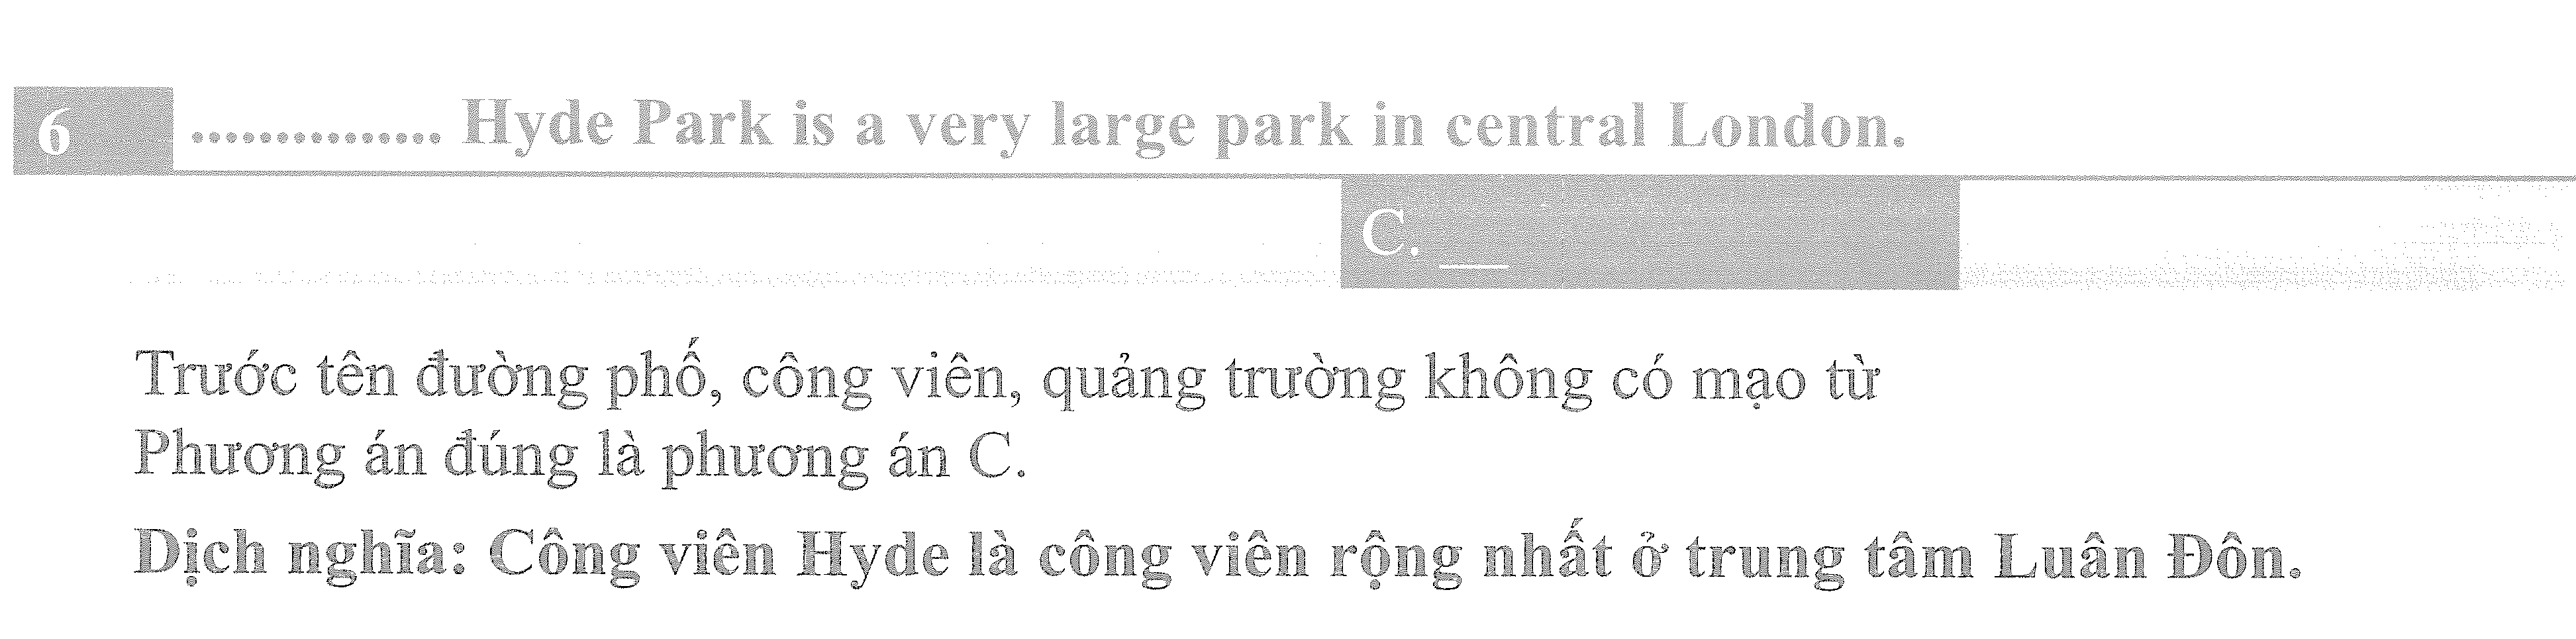 6 .............. Hyde Park is a very large park in central London.
C. ___
Trước tên đường phố, công viên, quảng trường không có mạo từ
Phương án đúng là phương án C.
Dịch nghĩa: Công viên Hyde là công viên rộng nhất ở trung tâm Luân Đôn.